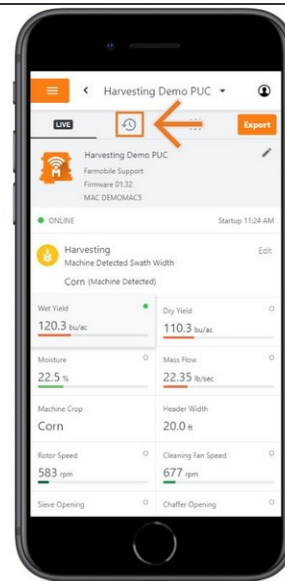 Harvesting Demo PUC
LIVE
Export
Harvesting Demo PUC
Farmobile Support
Firmware 01.32
MAC DEMOMAC5
ONLINE Startup 11:24 AM
Harvesting Edit
Machine Detected Swath Width
Corn (Machine Detected)
Wet Yield Dry Yield
120.3 bu/ac 110.3 bu/ac
Moisture Mass Flow
22.5 % 22.35 lb/sec
Machine Crop Header Width
Corn 20.0 ft
Rotor Speed Cleaning Fan Speed
583 rpm 677 rpm
Sieve Opening Chaffer Opening